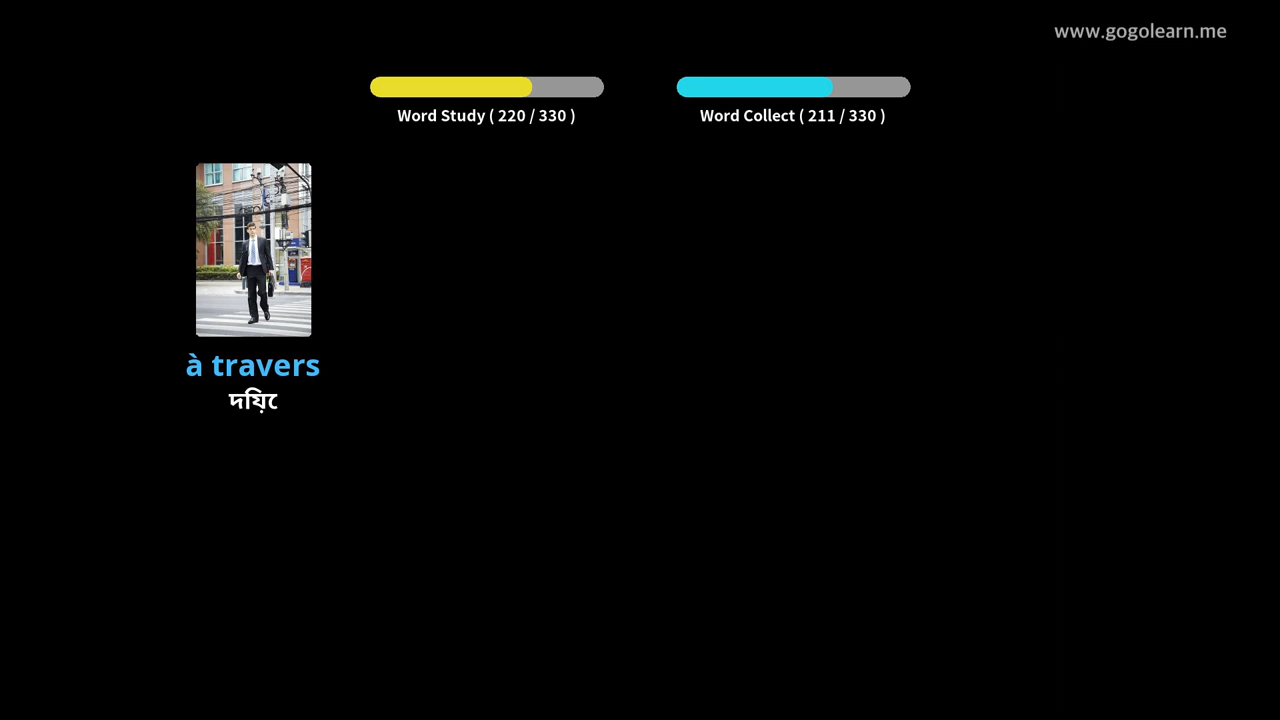 www.gogolearn.me
Word Study ( 220 / 330 )
Word Collect ( 211 / 330 )
à travers
দিয়ে